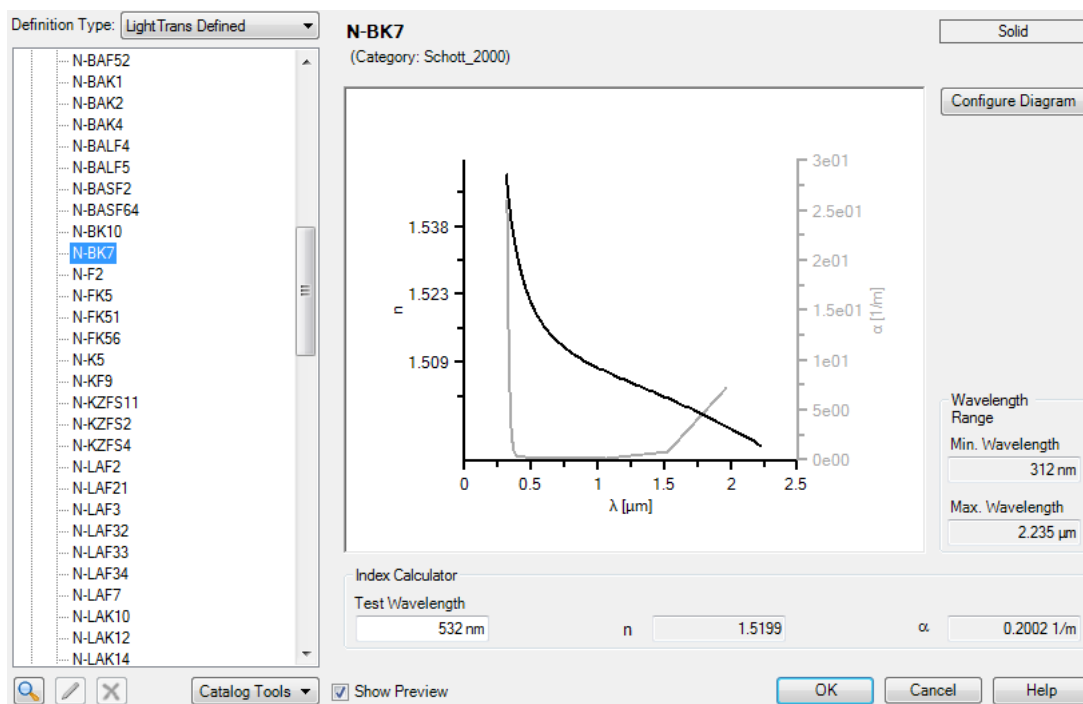 Definition Type: LightTrans Defined
N-BAF52
N-BAK1
N-BAK2
N-BAK4
N-BALF4
N-BALF5
N-BASF2
N-BASF64
N-BK10
N-BK7
N-F2
N-FK5
N-FK51
N-FK56
N-K5
N-KF9
N-KZFS11
N-KZFS2
N-KZFS4
N-LAF2
N-LAF21
N-LAF3
N-LAF32
N-LAF33
N-LAF34
N-LAF7
N-LAK10
N-LAK12
N-LAK14
Catalog Tools
N-BK7
(Category: Schott_2000)
Solid
Configure Diagram
1.538
1.523
1.509
n
3e01
2.5e01
2e01
1.5e01
1e01
5e00
0e00
α [1/m]
0 0.5 1 1.5 2 2.5
λ [µm]
Wavelength
Range
Min. Wavelength
312 nm
Max. Wavelength
2.235 µm
Index Calculator
Test Wavelength
532 nm n 1.5199 α 0.2002 1/m
Show Preview
OK Cancel Help